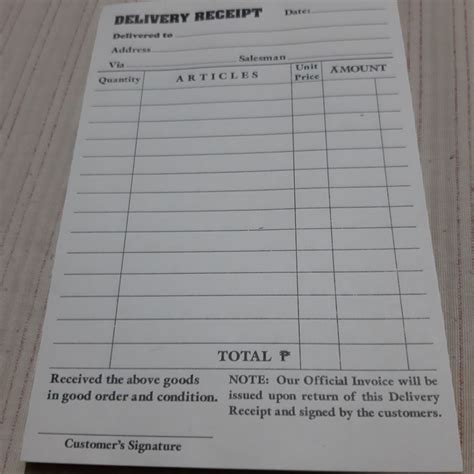 DELIVERY RECEIPT Date:
Delivered to
Address
Via Salesman
Quantity ARTICLES Unit Price AMOUNT
TOTAL ₱
Received the above goods
in good order and condition.
NOTE: Our Official Invoice will be
issued upon return of this Delivery
Receipt and signed by the customers.
Customer's Signature